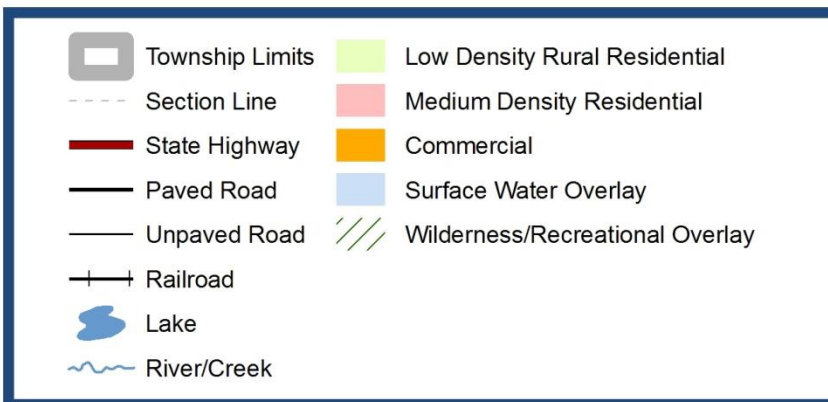 Township Limits
Section Line
State Highway
Paved Road
Unpaved Road
Railroad
Lake
River/Creek
Low Density Rural Residential
Medium Density Residential
Commercial
Surface Water Overlay
Wilderness/Recreational Overlay